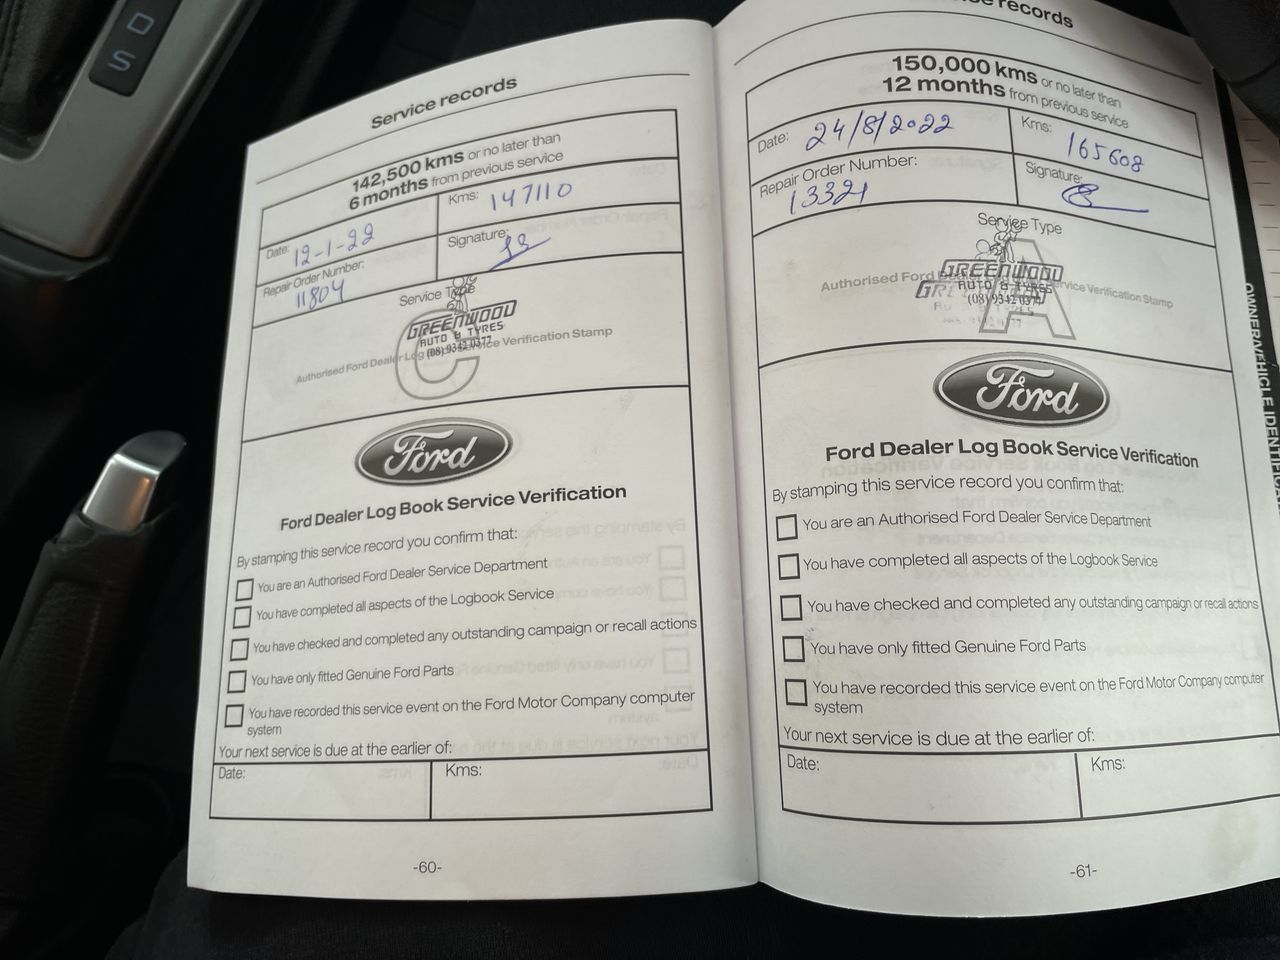 D
S
Service records
142,500 kms or no later than
6 months from previous service
Date: 12-1-22
Kms: 147110
Repair Order Number:
11804
Signature:
Service Type
C
GREENWOOD
AUTO & TYRES
(08) 9342 0377
Authorised Ford Dealer Log Service Verification Stamp
Ford
Ford Dealer Log Book Service Verification
By stamping this service record you confirm that:
You are an Authorised Ford Dealer Service Department
You have completed all aspects of the Logbook Service
You have checked and completed any outstanding campaign or recall actions
You have only fitted Genuine Ford Parts
You have recorded this service event on the Ford Motor Company computer
system
Your next service is due at the earlier of:
Date:
Kms:
-60-
records
150,000 kms or no later than
12 months from previous service
Date: 24/8/2022
Kms: 165608
Repair Order Number:
13321
Signature:
Service Type
A
GREENWOOD
AUTO & TYRES
(08) 9342 0377
Authorised Ford Service Verification Stamp
Ford
Ford Dealer Log Book Service Verification
By stamping this service record you confirm that:
You are an Authorised Ford Dealer Service Department
You have completed all aspects of the Logbook Service
You have checked and completed any outstanding campaign or recall actions
You have only fitted Genuine Ford Parts
You have recorded this service event on the Ford Motor Company computer
system
Your next service is due at the earlier of:
Date:
Kms:
-61-
OWNER/VEHICLE